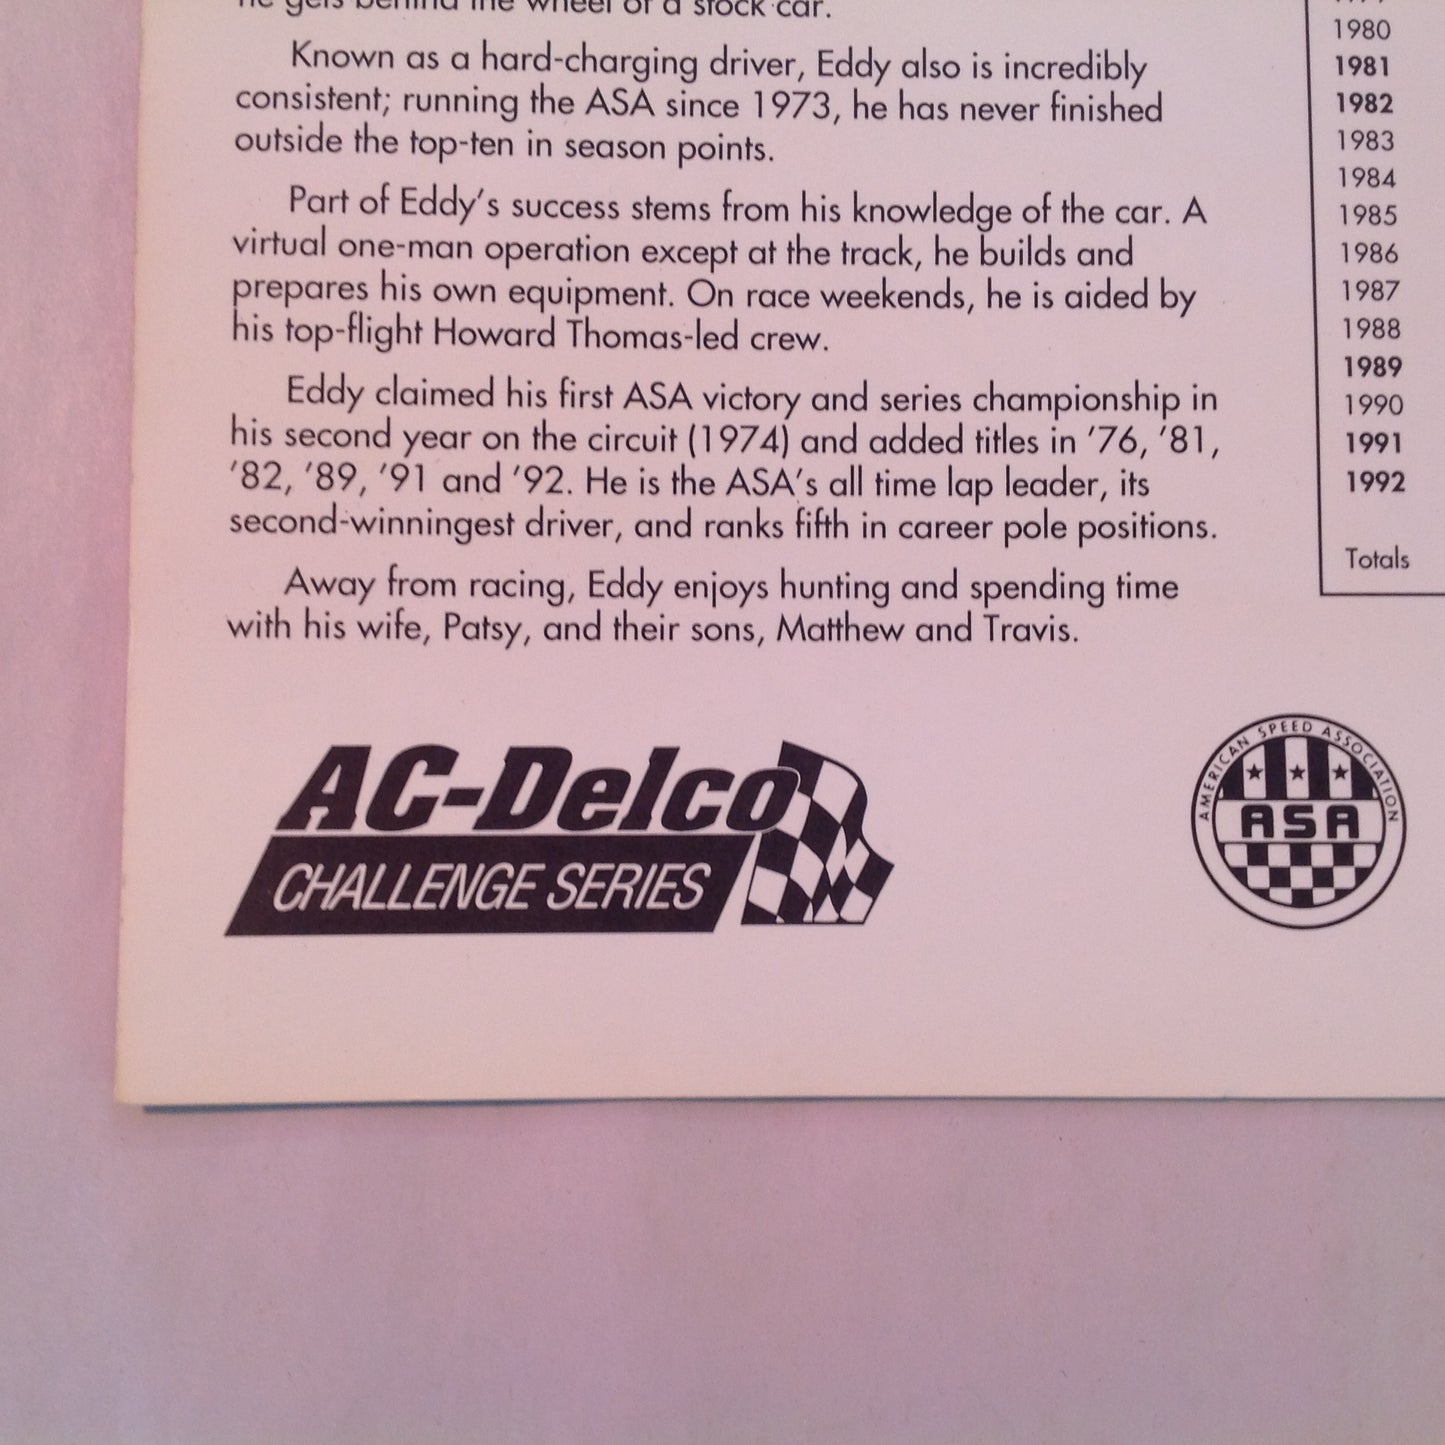 he gets behind the wheel of a stock car.
Known as a hard-charging driver, Eddy also is incredibly
consistent; running the ASA since 1973, he has never finished
outside the top-ten in season points.
Part of Eddy's success stems from his knowledge of the car. A
virtual one-man operation except at the track, he builds and
prepares his own equipment. On race weekends, he is aided by
his top-flight Howard Thomas-led crew.
Eddy claimed his first ASA victory and series championship in
his second year on the circuit (1974) and added titles in '76, '81,
'82, '89, '91 and '92. He is the ASA's all time lap leader, its
second-winningest driver, and ranks fifth in career pole positions.
Away from racing, Eddy enjoys hunting and spending time
with his wife, Patsy, and their sons, Matthew and Travis.
1980
1981
1982
1983
1984
1985
1986
1987
1988
1989
1990
1991
1992
Totals
AC-Delco
CHALLENGE SERIES
AMERICAN SPEED ASSOCIATION
ASA